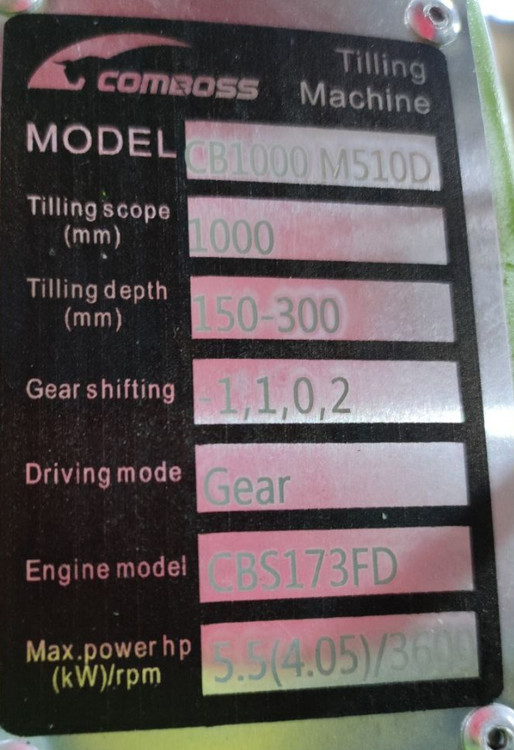 COMBOSS
Tilling
Machine
MODEL CB1000 M510D
Tilling scope
(mm) 1000
Tilling depth
(mm) 150-300
Gear shifting -1,1,0,2
Driving mode Gear
Engine model CBS173FD
Max.power hp
(kW)/rpm 5.5(4.05)/3600